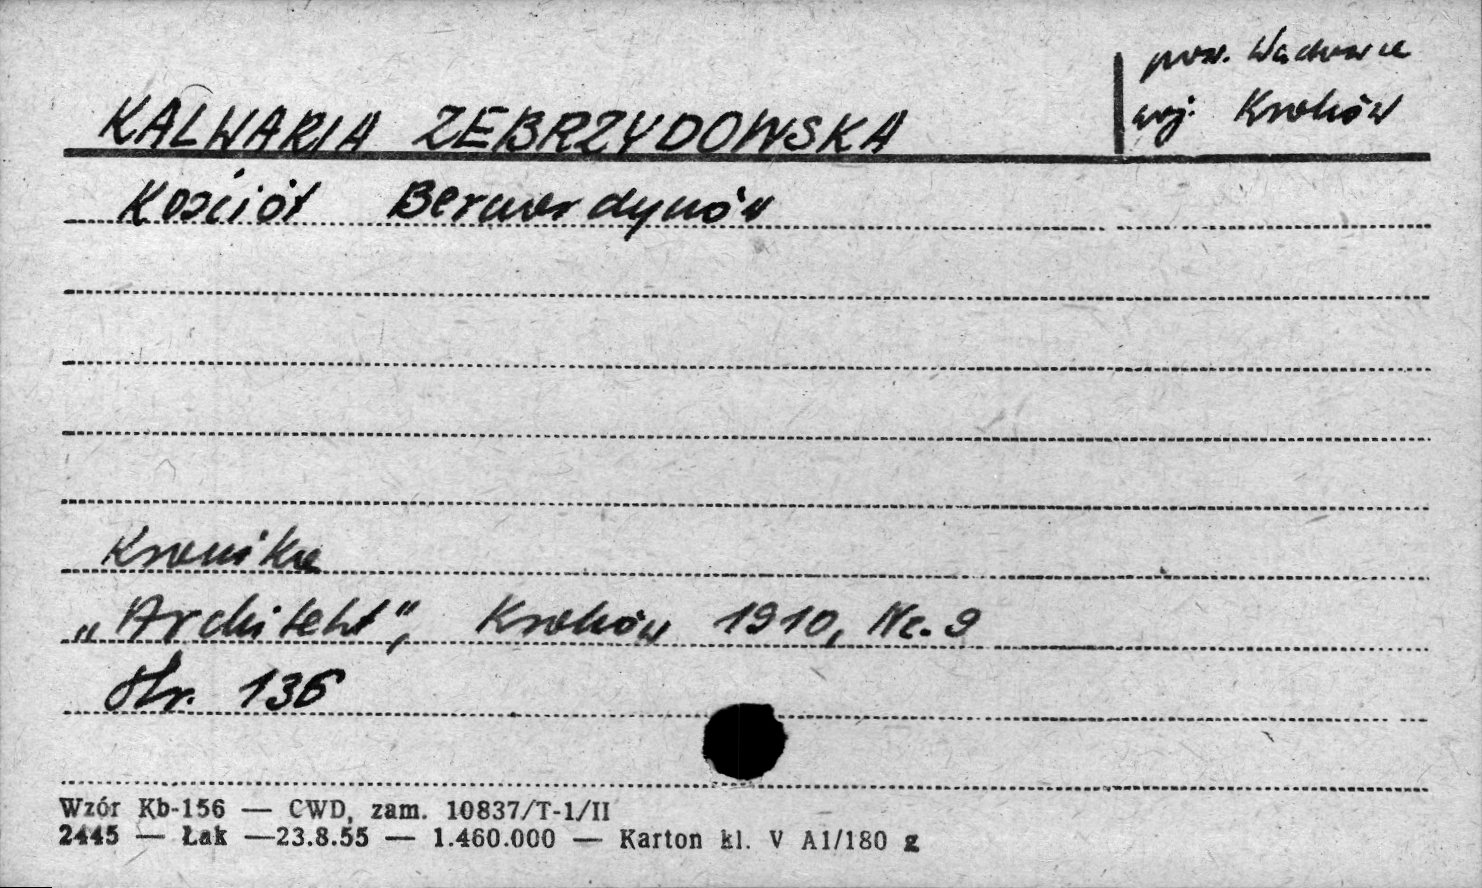 pow. Wadowice
woj. Kraków
KALWARIA ZEBRZYDOWSKA
Kościół Bernardynów
Kronika
„Architekt”, Kraków 1910, Nr. 9
Str. 136
Wzór Kb-156 — CWD, zam. 10837/T-1/II
2445 — Łak —23.8.55 — 1.460.000 — Karton kl. V A1/180 g